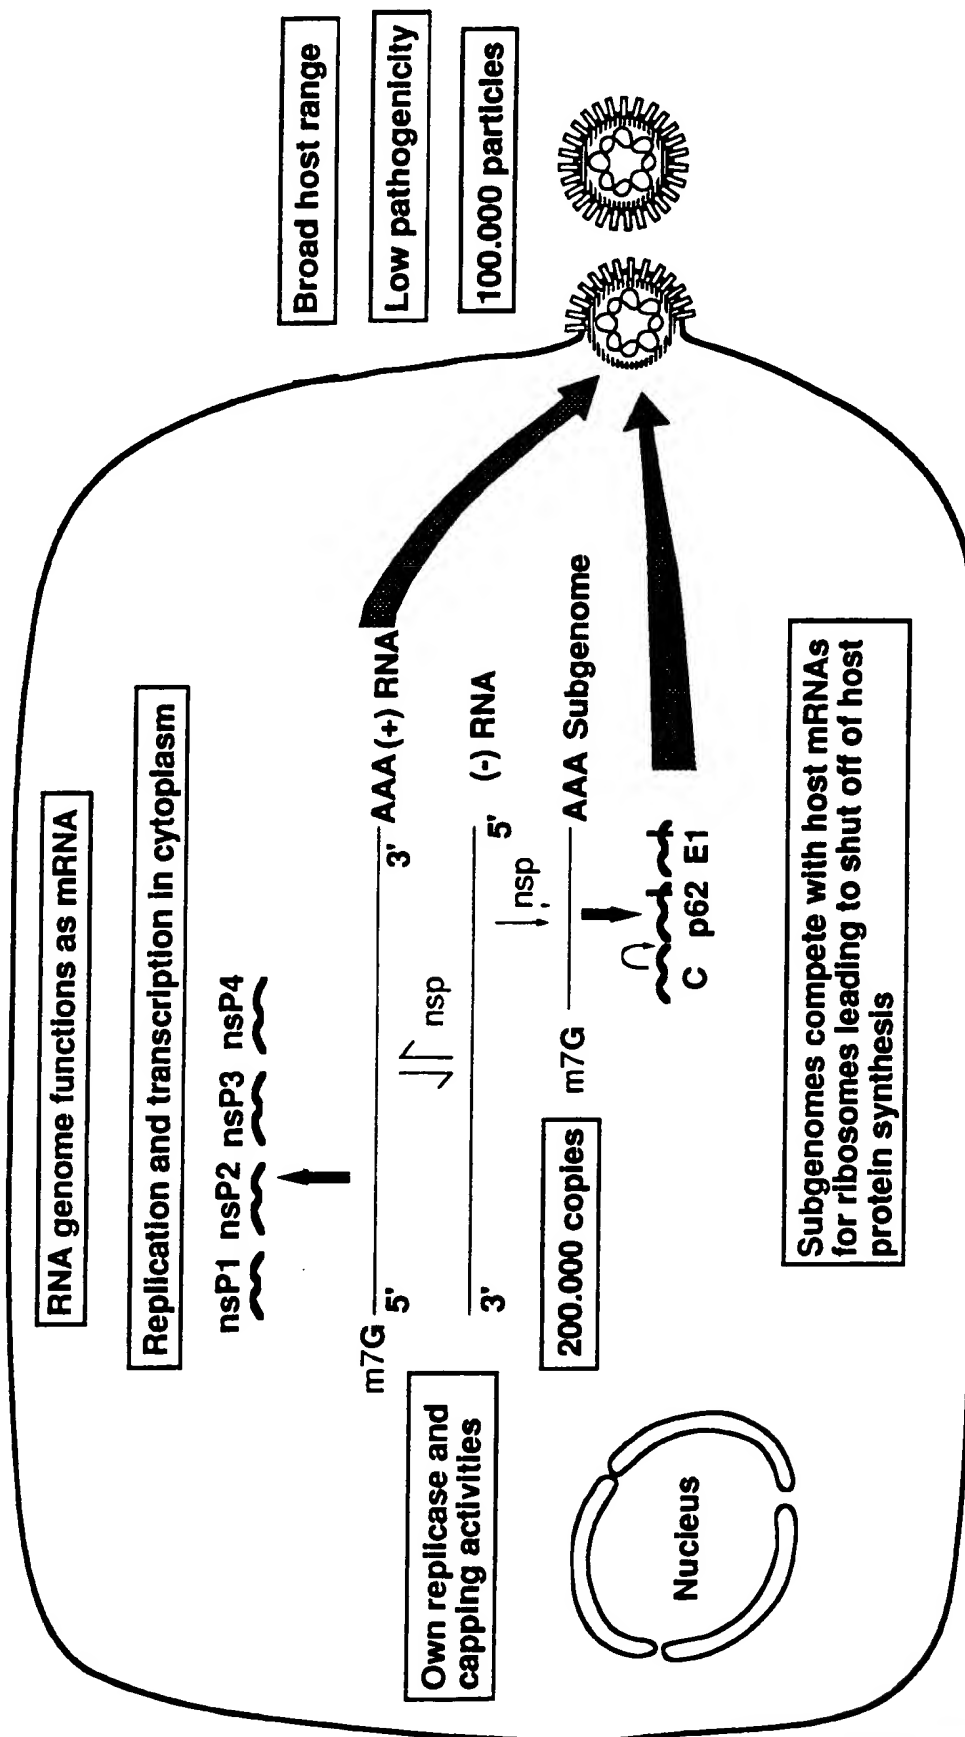 RNA genome functions as mRNA
Broad host range
Replication and transcription in cytoplasm
Low pathogenicity
nsP1 nsP2 nsP3 nsP4
100.000 particles
m7G AAA (+) RNA
5' 3'
nsp
Own replicase and
capping activities
(-) RNA
3' 5'
nsp
200.000 copies
m7G AAA Subgenome
C p62 E1
Nucleus
Subgenomes compete with host mRNAs
for ribosomes leading to shut off of host
protein synthesis